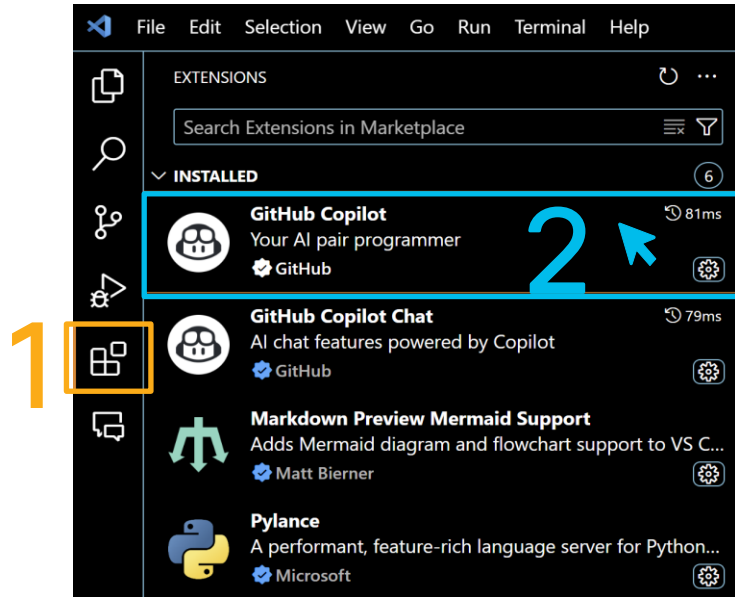 File Edit Selection View Go Run Terminal Help
EXTENSIONS
Search Extensions in Marketplace
INSTALLED 6
GitHub Copilot 81ms
Your AI pair programmer
GitHub
2
GitHub Copilot Chat 79ms
AI chat features powered by Copilot
GitHub
1
Markdown Preview Mermaid Support
Adds Mermaid diagram and flowchart support to VS C...
Matt Bierner
Pylance
A performant, feature-rich language server for Python...
Microsoft